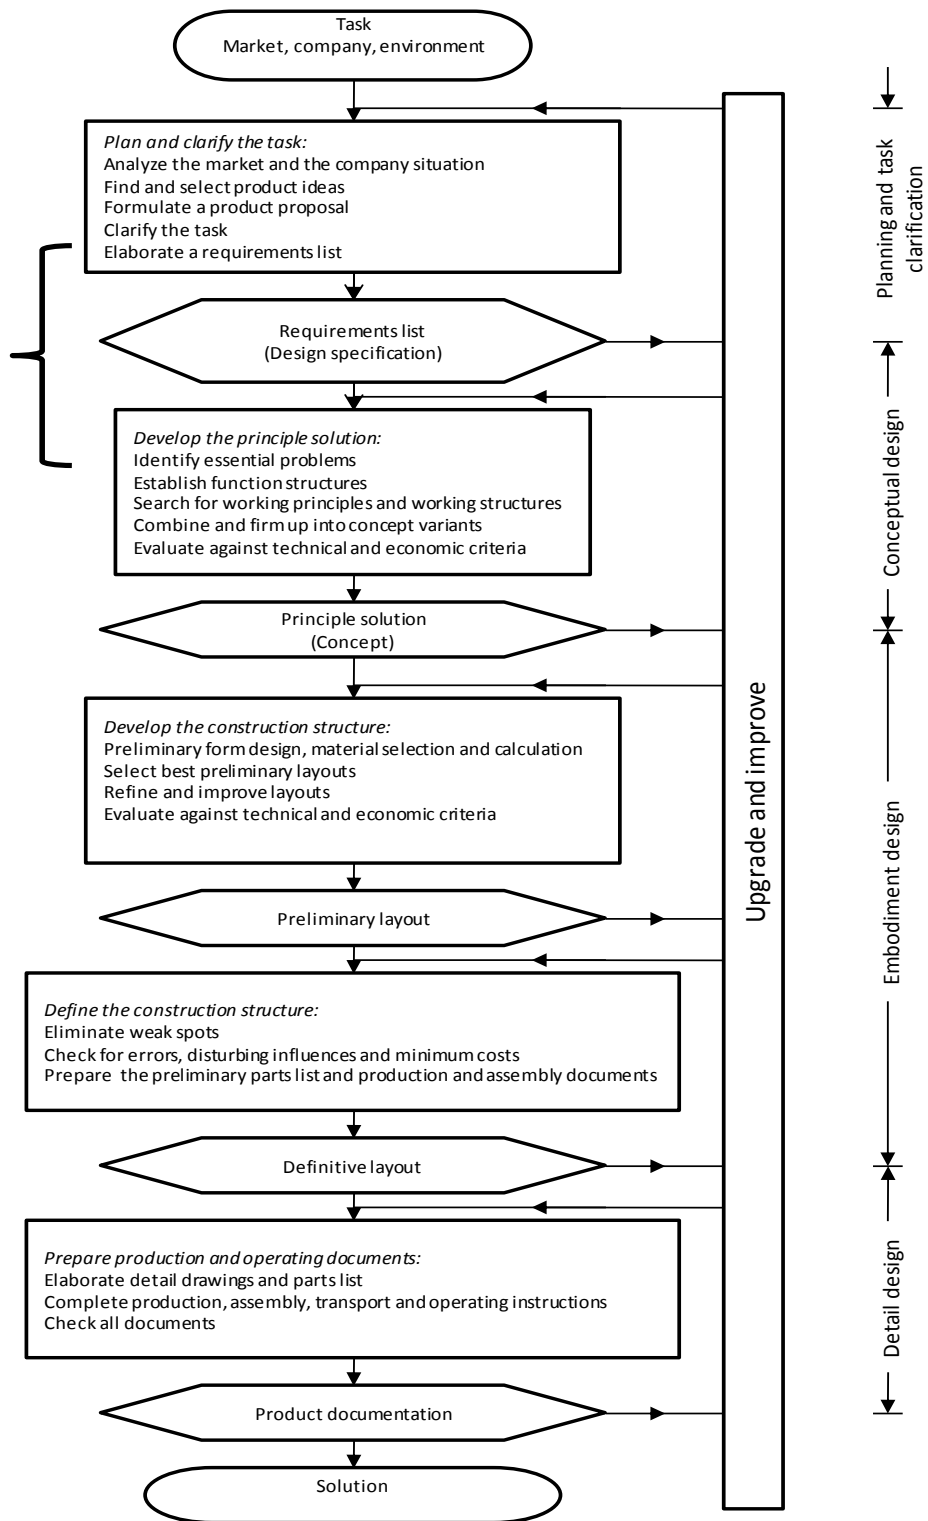 Task
Market, company, environment
Plan and clarify the task:
Analyze the market and the company situation
Find and select product ideas
Formulate a product proposal
Clarify the task
Elaborate a requirements list
Requirements list
(Design specification)
Develop the principle solution:
Identify essential problems
Establish function structures
Search for working principles and working structures
Combine and firm up into concept variants
Evaluate against technical and economic criteria
Principle solution
(Concept)
Develop the construction structure:
Preliminary form design, material selection and calculation
Select best preliminary layouts
Refine and improve layouts
Evaluate against technical and economic criteria
Preliminary layout
Define the construction structure:
Eliminate weak spots
Check for errors, disturbing influences and minimum costs
Prepare the preliminary parts list and production and assembly documents
Definitive layout
Prepare production and operating documents:
Elaborate detail drawings and parts list
Complete production, assembly, transport and operating instructions
Check all documents
Product documentation
Solution
Upgrade and improve
Planning and task
clarification
Conceptual design
Embodiment design
Detail design